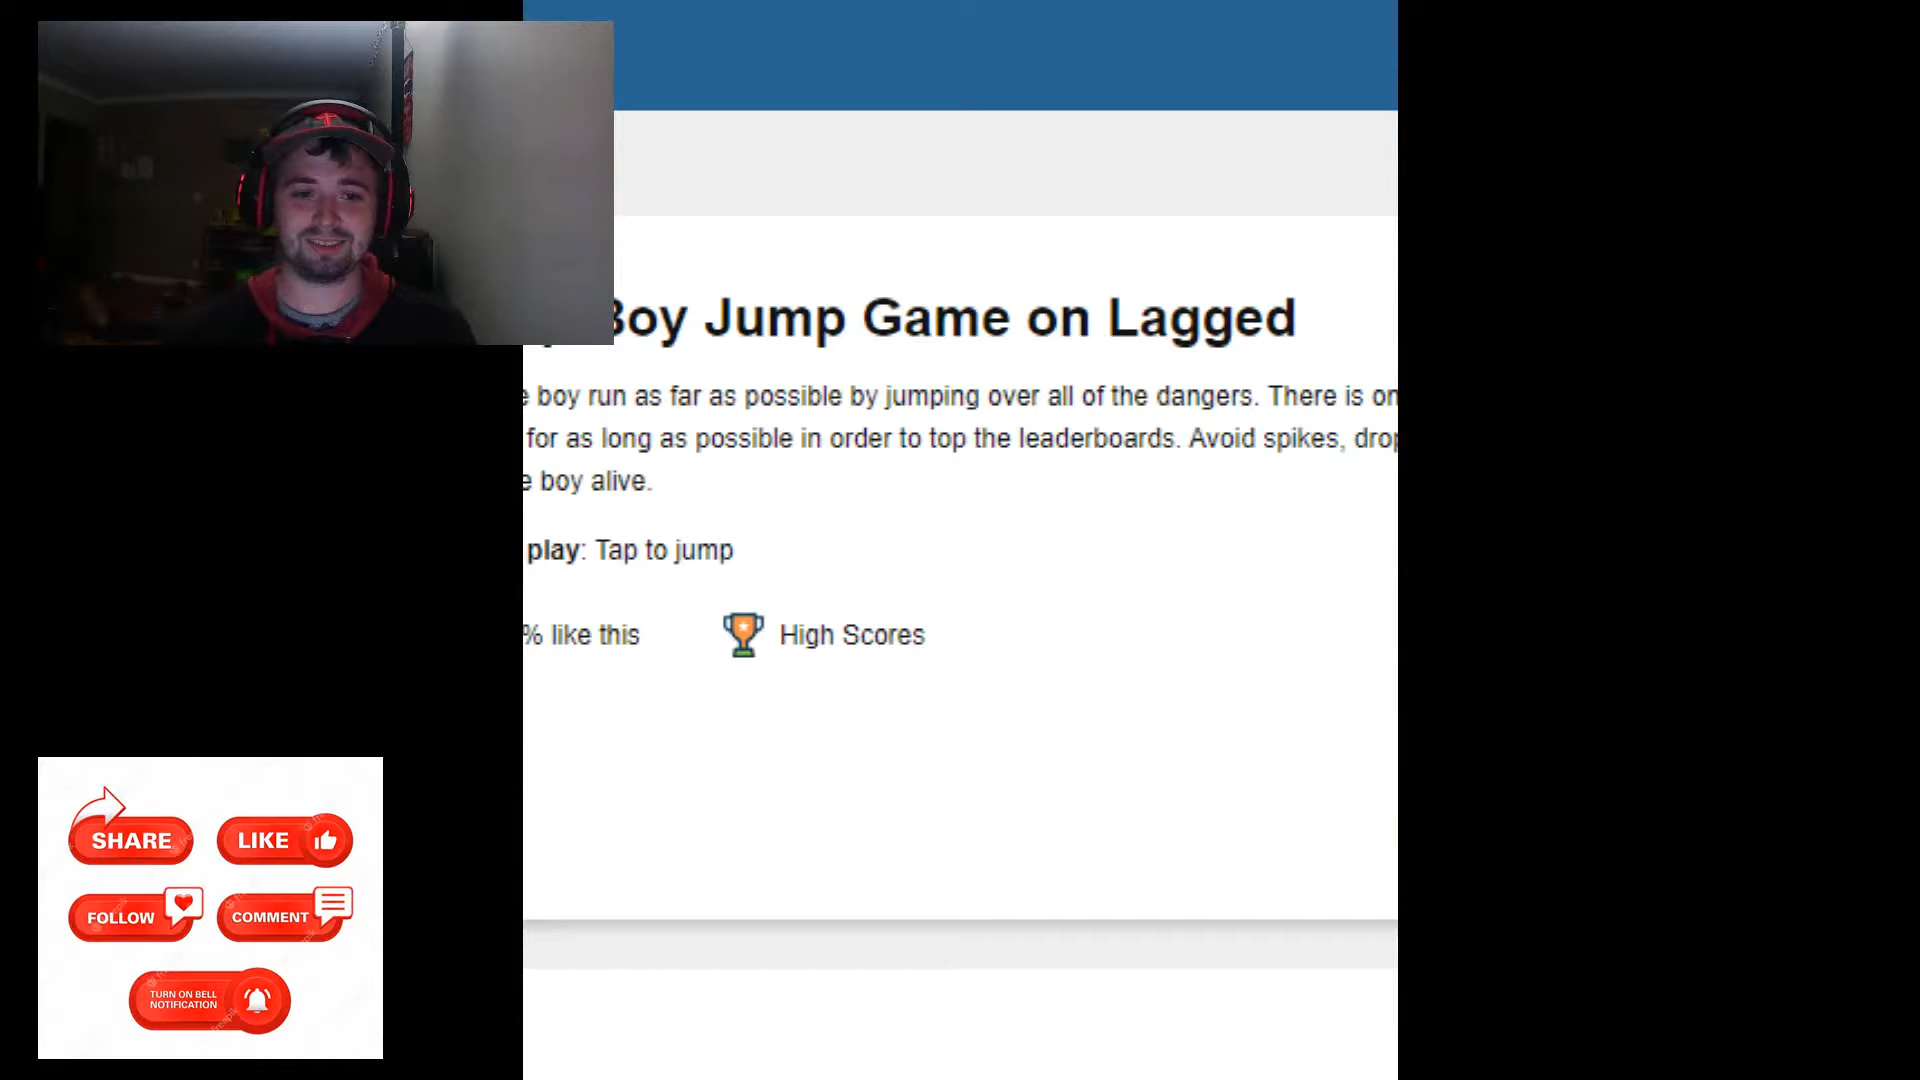 Boy Jump Game on Lagged
boy run as far as possible by jumping over all of the dangers. There is on
for as long as possible in order to top the leaderboards. Avoid spikes, drop
boy alive.
play: Tap to jump
% like this
High Scores
SHARE
LIKE
FOLLOW
COMMENT
TURN ON BELL
NOTIFICATION